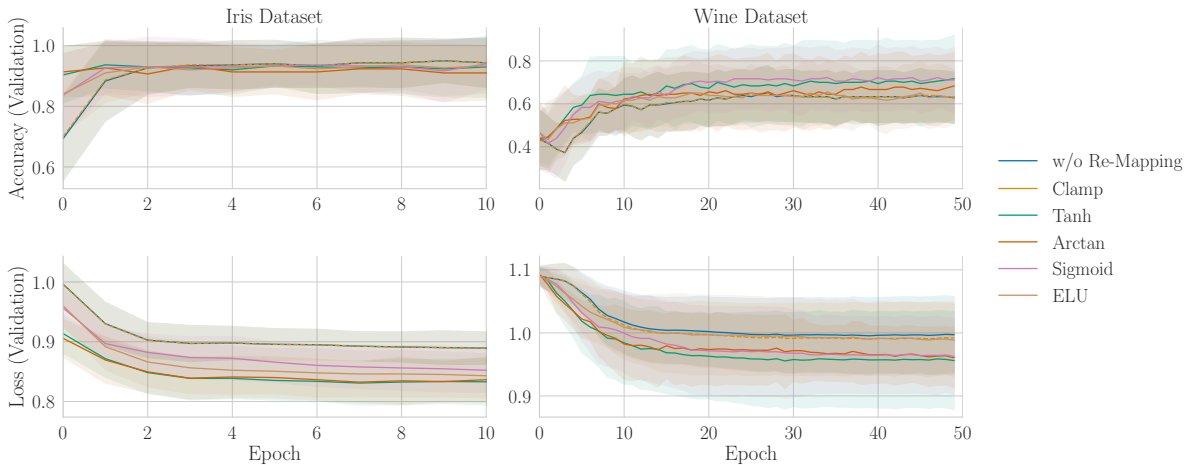 Iris Dataset
Wine Dataset
Accuracy (Validation)
1.0
0.8
0.6
0 2 4 6 8 10
0.8
0.6
0.4
0 10 20 30 40 50
Loss (Validation)
1.0
0.9
0.8
0 2 4 6 8 10
Epoch
1.1
1.0
0.9
0 10 20 30 40 50
Epoch
w/o Re-Mapping
Clamp
Tanh
Arctan
Sigmoid
ELU